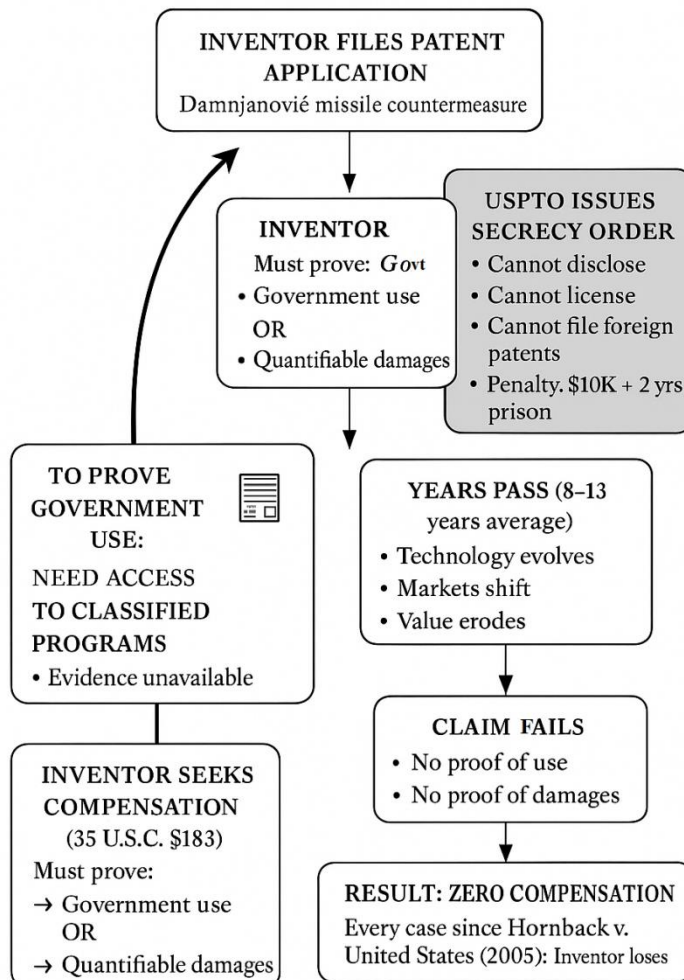 INVENTOR FILES PATENT
APPLICATION
Damnjanovié missile countermeasure
INVENTOR
Must prove: Govt
• Government use
OR
• Quantifiable damages
USPTO ISSUES
SECRECY ORDER
• Cannot disclose
• Cannot license
• Cannot file foreign
patents
• Penalty. $10K + 2 yrs
prison
TO PROVE
GOVERNMENT
USE:
NEED ACCESS
TO CLASSIFIED
PROGRAMS
• Evidence unavailable
YEARS PASS (8–13
years average)
• Technology evolves
• Markets shift
• Value erodes
CLAIM FAILS
• No proof of use
• No proof of damages
INVENTOR SEEKS
COMPENSATION
(35 U.S.C. $183)
Must prove:
→ Government use
OR
→ Quantifiable damages
RESULT: ZERO COMPENSATION
Every case since Hornback v.
United States (2005): Inventor loses